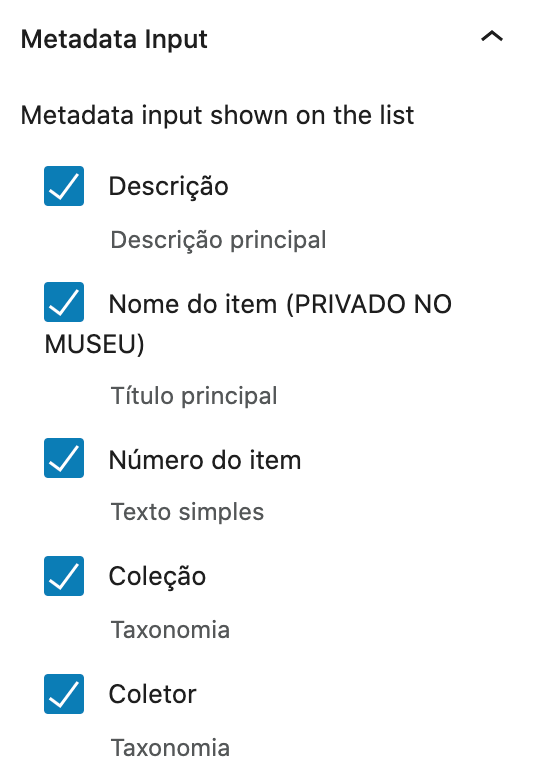 Metadata Input
Metadata input shown on the list
Descrição
Descrição principal
Nome do item (PRIVADO NO
MUSEU)
Título principal
Número do item
Texto simples
Coleção
Taxonomia
Coletor
Taxonomia